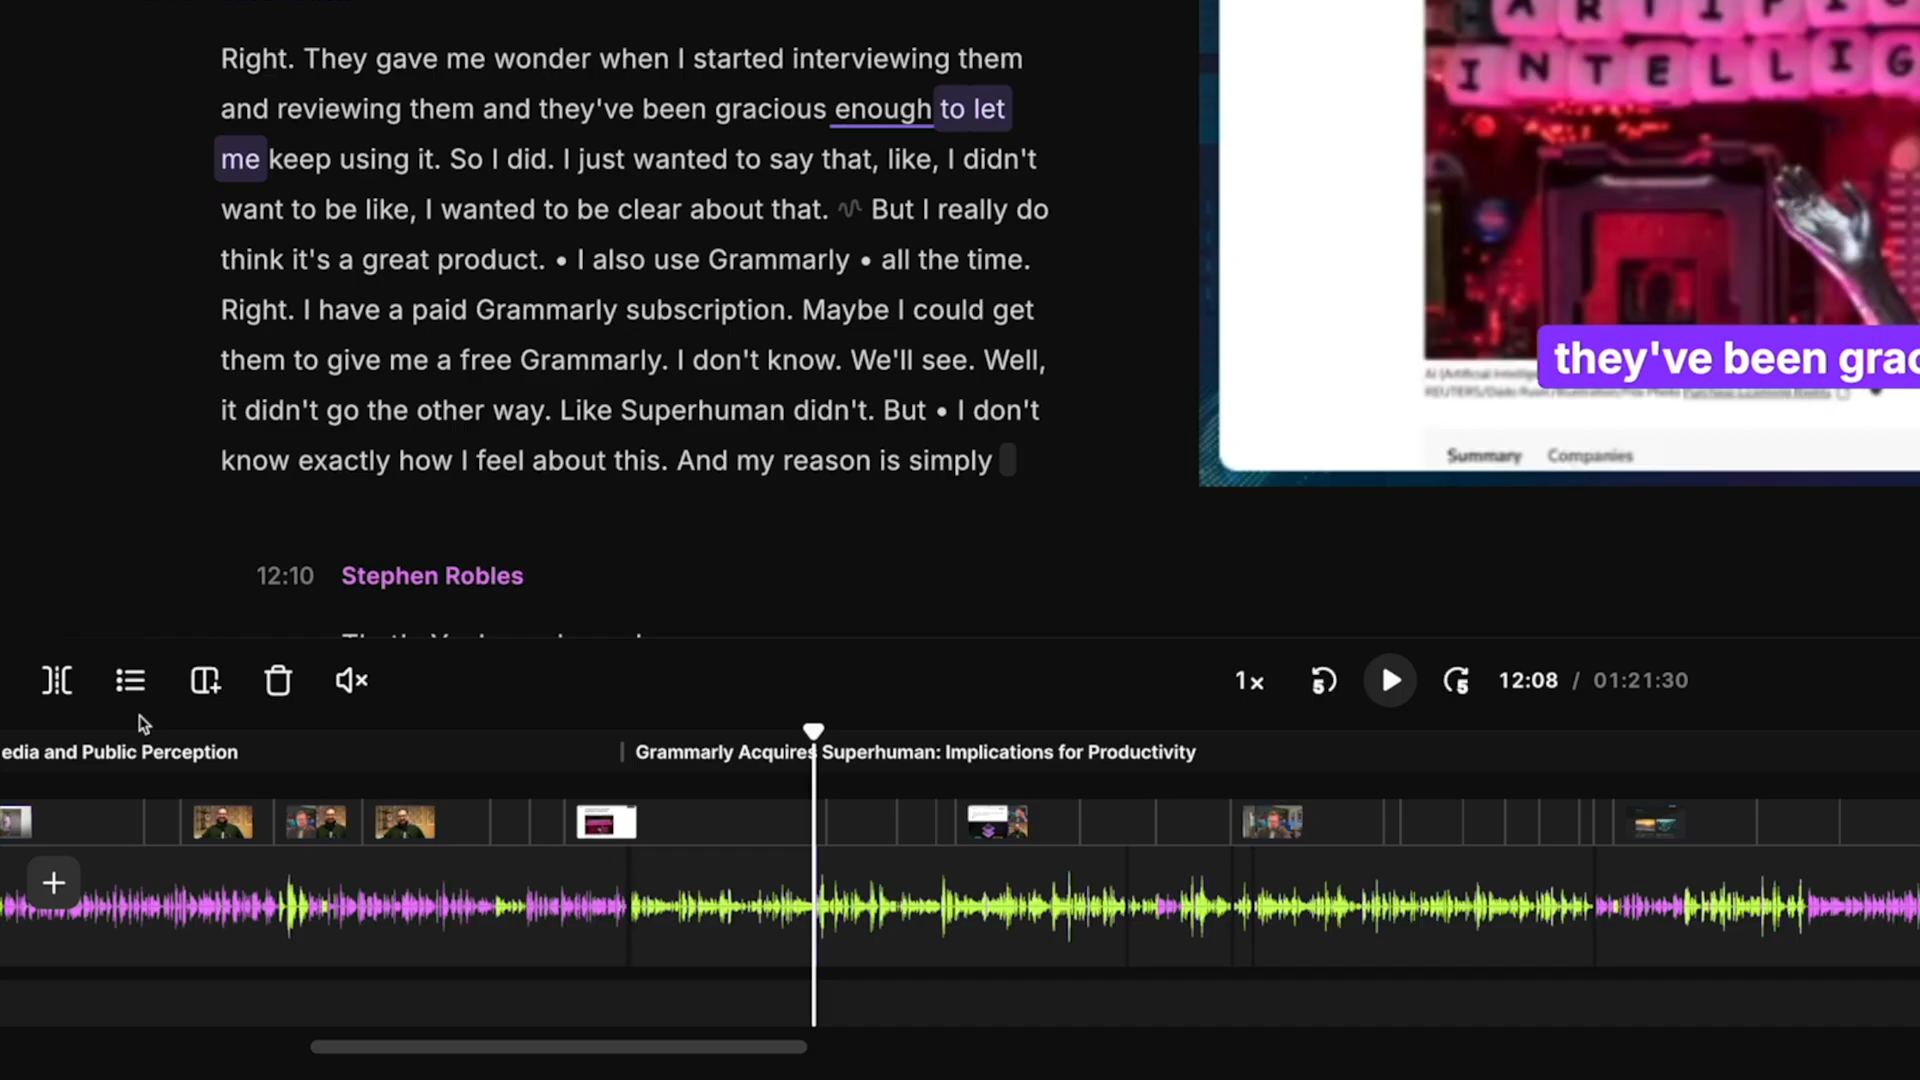 Right. They gave me wonder when I started interviewing them
and reviewing them and they've been gracious enough to let
me keep using it. So I did. I just wanted to say that, like, I didn't
want to be like, I wanted to be clear about that. But I really do
think it's a great product. • I also use Grammarly • all the time.
Right. I have a paid Grammarly subscription. Maybe I could get
them to give me a free Grammarly. I don't know. We'll see. Well,
it didn't go the other way. Like Superhuman didn't. But • I don't
know exactly how I feel about this. And my reason is simply
12:10 Stephen Robles
ARTIFIC
INTELLIG
they've been grac
Summary Companies
1x 5 5 12:08 / 01:21:30
edia and Public Perception
Grammarly Acquires Superhuman: Implications for Productivity